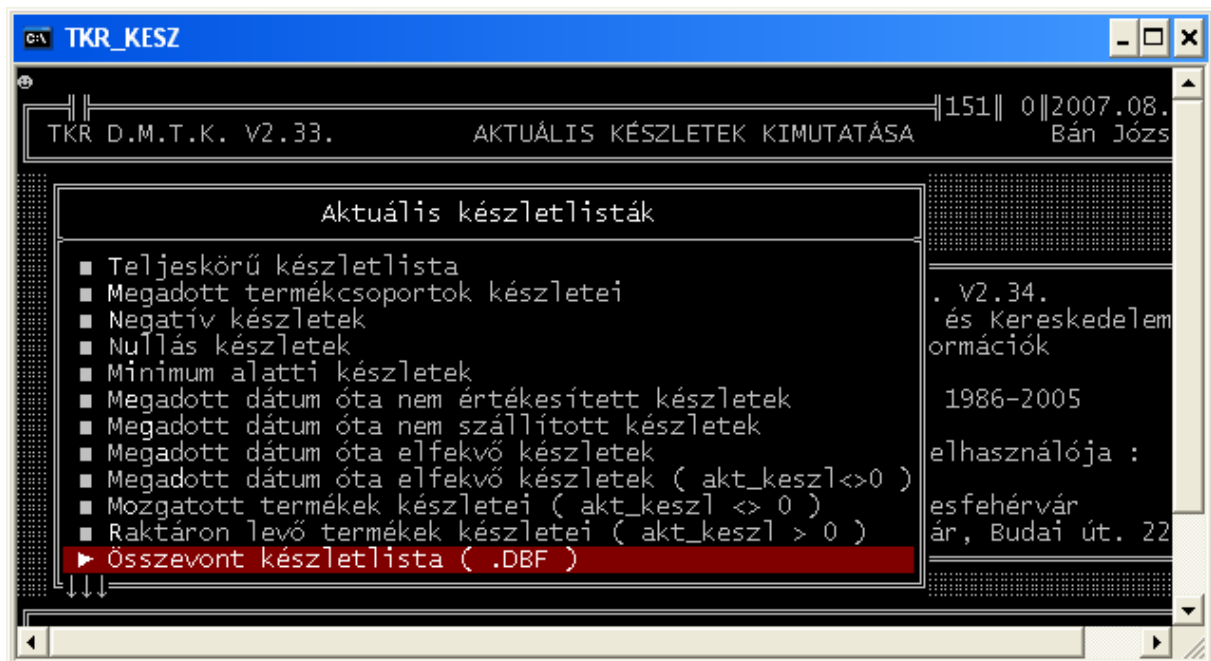 TKR_KESZ
151 0 2007.08.
TKR D.M.T.K. V2.33. AKTUÁLIS KÉSZLETEK KIMUTATÁSA Bán Józs
Aktuális készletlisták
Teljeskörű készletlista
Megadott termékcsoportok készletei
. V2.34.
Negatív készletek
és Kereskedelem
Nullás készletek
ormációk
Minimum alatti készletek
Megadott dátum óta nem értékesített készletek
1986-2005
Megadott dátum óta nem szállított készletek
Megadott dátum óta elfekvő készletek
elhasználója :
Megadott dátum óta elfekvő készletek ( akt_keszl<>0 )
Mozgatott termékek készletei ( akt_keszl <> 0 )
esfehérvár
Raktáron levő termékek készletei ( akt_keszl > 0 )
ár, Budai út. 22
Összevont készletlista ( .DBF )